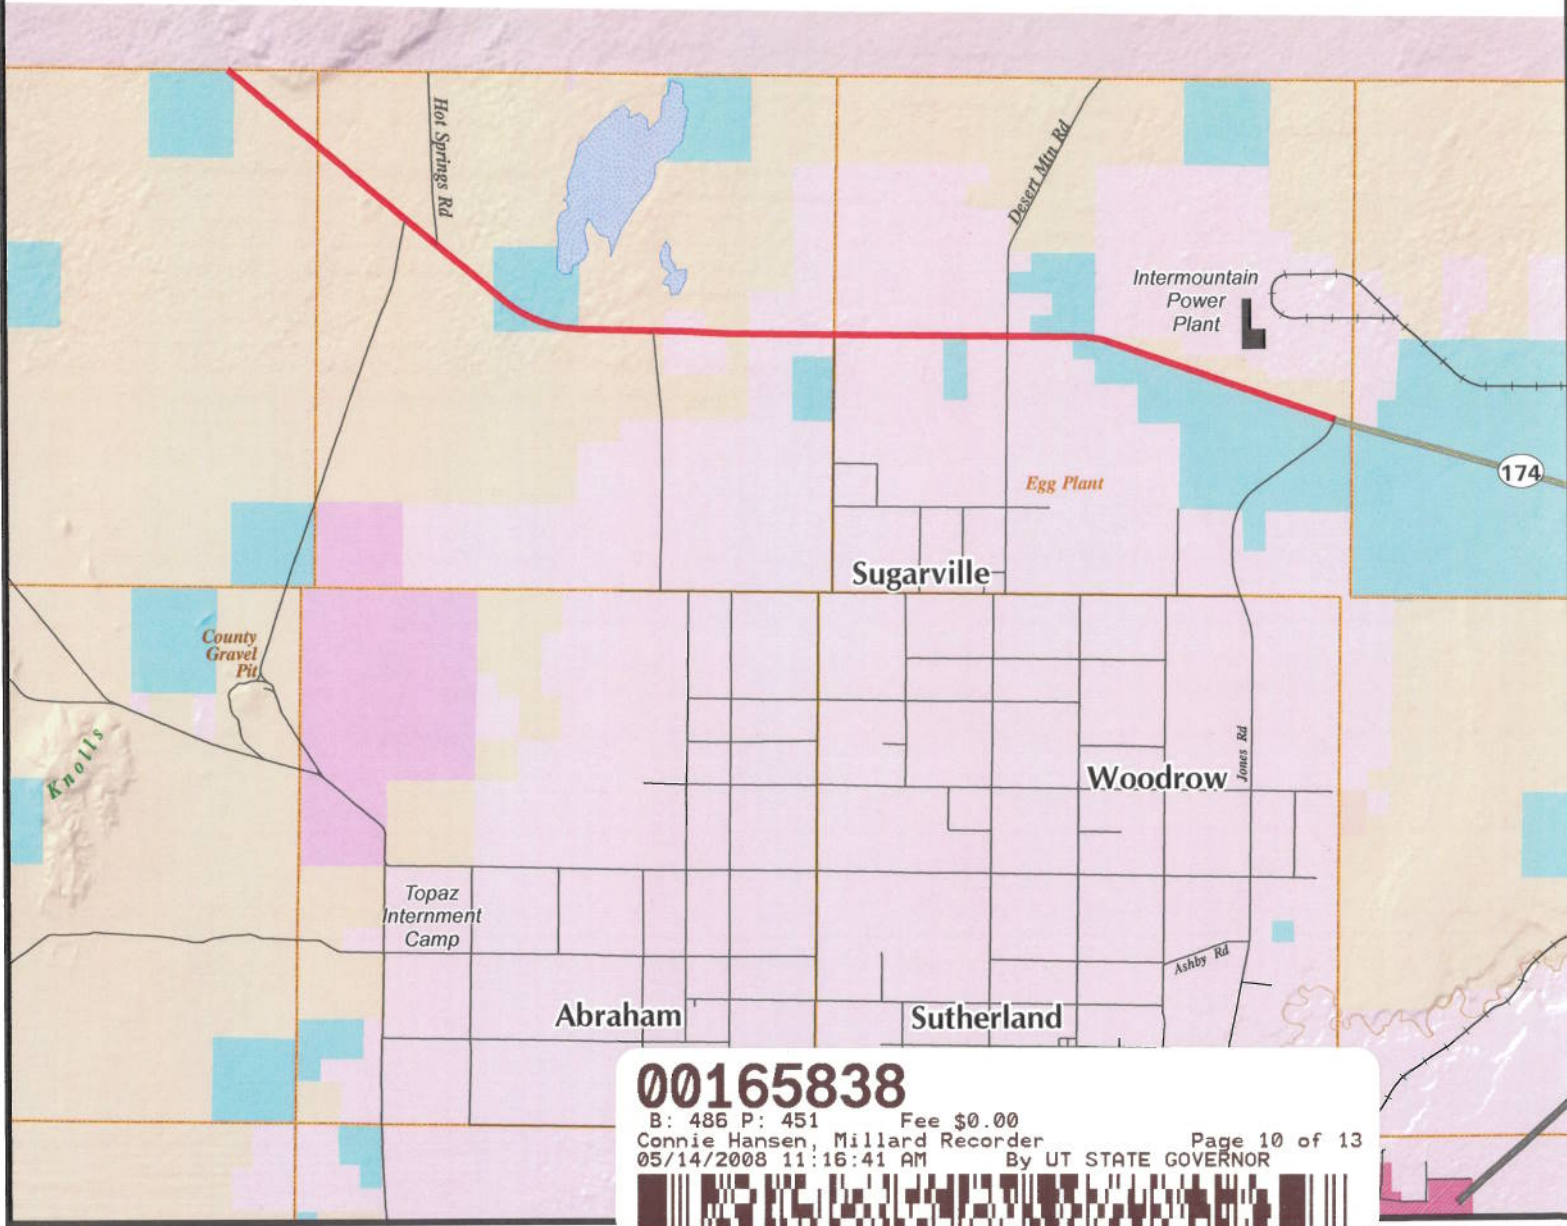 Hot Springs Rd
Desert Mtn Rd
Intermountain
Power
Plant
174
Egg Plant
Sugarville
County
Gravel
Pit
Knolls
Jones Rd
Woodrow
Topaz
Internment
Camp
Ashby Rd
Abraham
Sutherland
00165838
B: 486 P: 451 Fee $0.00
Connie Hansen, Millard Recorder Page 10 of 13
05/14/2008 11:16:41 AM By UT STATE GOVERNOR